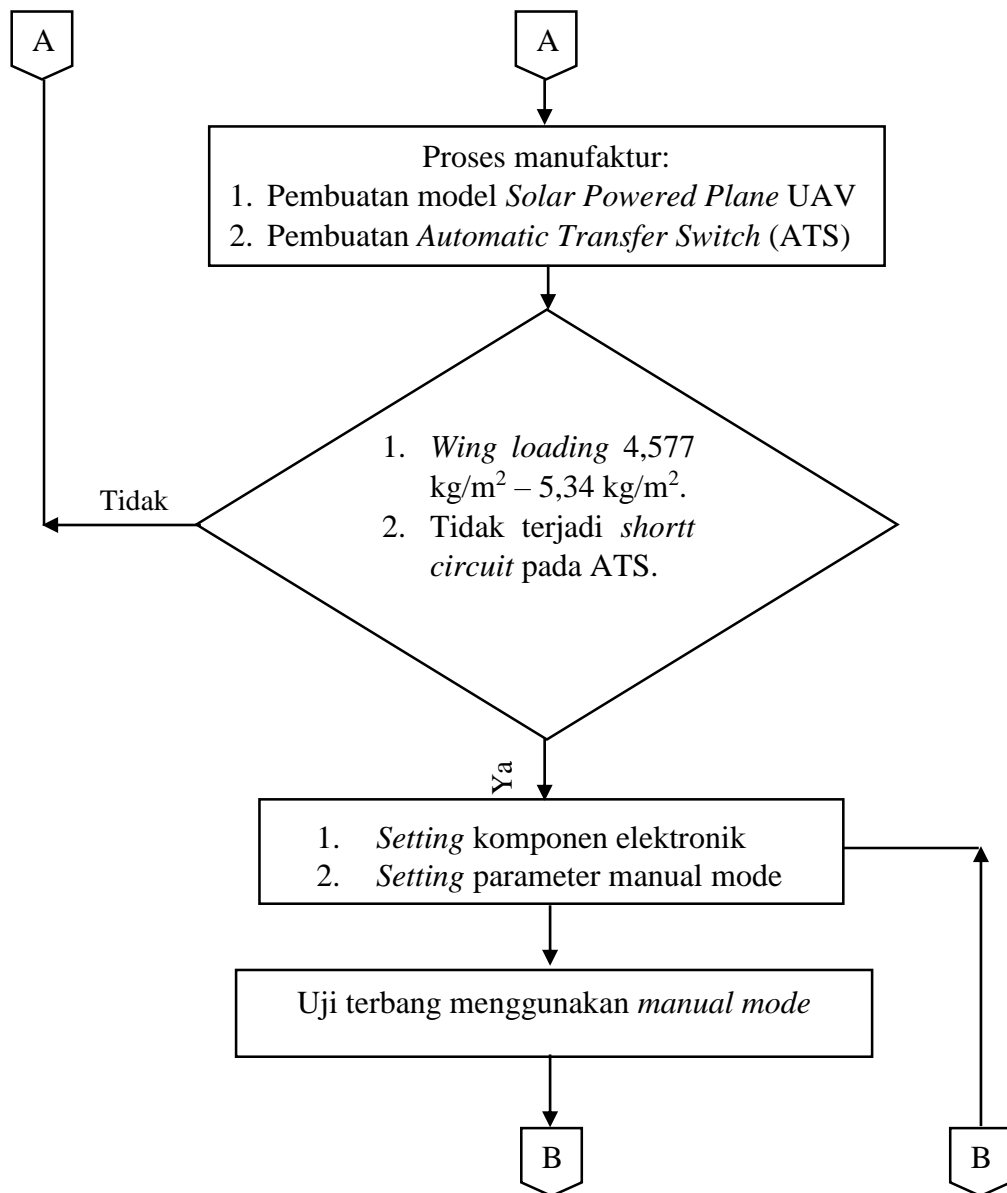 A
A
Proses manufaktur:
1. Pembuatan model Solar Powered Plane UAV
2. Pembuatan Automatic Transfer Switch (ATS)
1. Wing loading 4,577
kg/m² – 5,34 kg/m².
2. Tidak terjadi shortt
circuit pada ATS.
Tidak
Ya
1. Setting komponen elektronik
2. Setting parameter manual mode
Uji terbang menggunakan manual mode
B
B